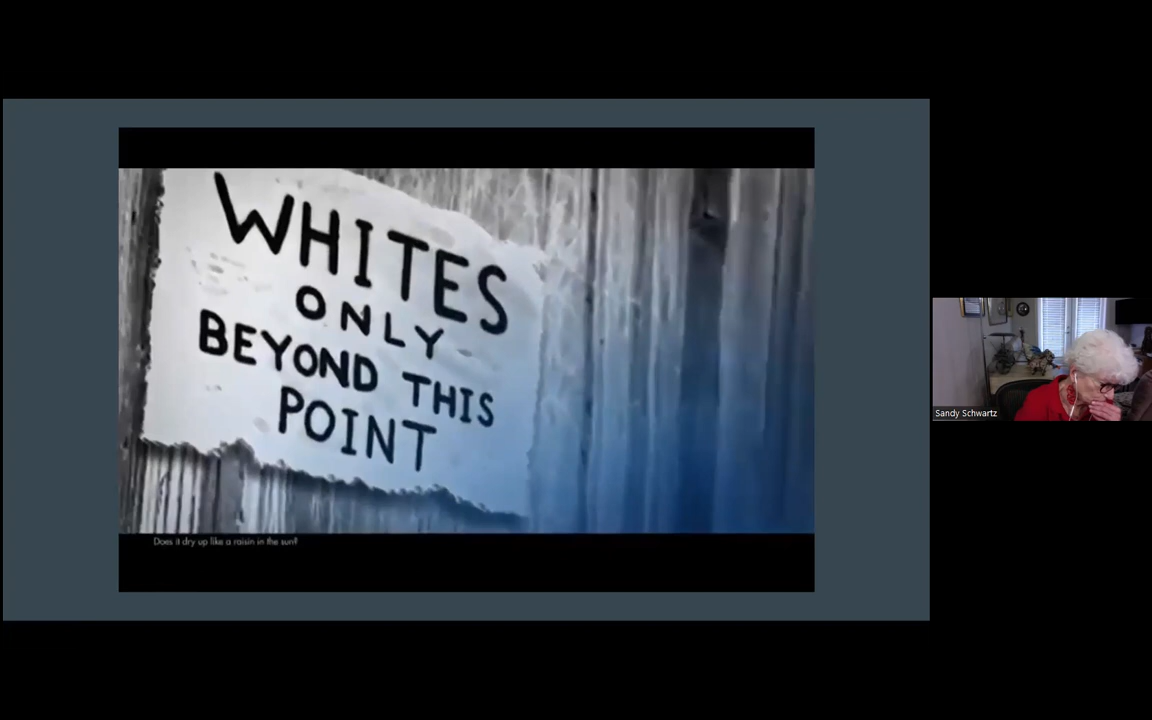 WHITES
ONLY
BEYOND THIS
POINT
Does it dry up like a raisin in the sun?
Sandy Schwartz